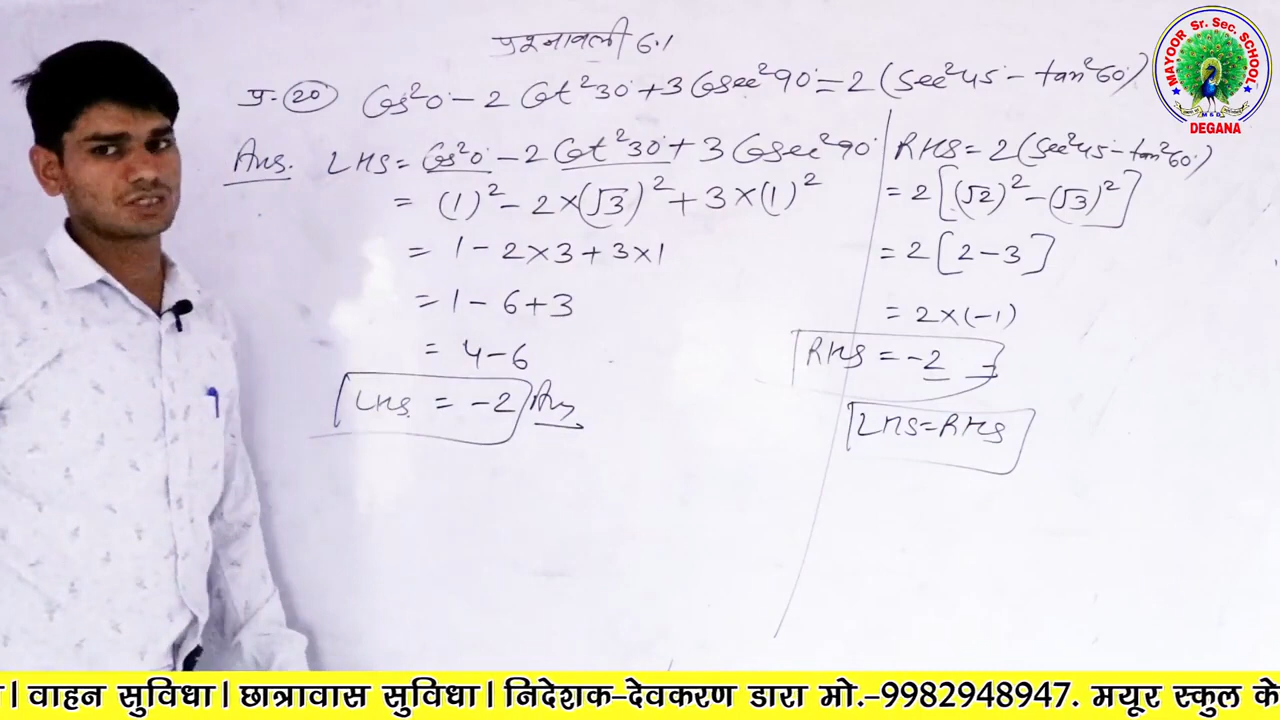 प्रश्नावली 6.1
प्र. 20 Cos²0 - 2 Cot²30 + 3 Cosec²90 = 2 (Sec²45 - tan²60)
Ans. LHS = Cos²0 - 2 Cot²30 + 3 Cosec²90
= (1)² - 2×(√3)² + 3×(1)²
= 1 - 2×3 + 3×1
= 1 - 6 + 3
= 4 - 6
LHS = -2 Ans
RHS = 2 (Sec²45 - tan²60)
= 2 [(√2)² - (√3)²]
= 2 [2 - 3]
= 2×(-1)
RHS = -2
LHS = RHS
MAYOOR Sr. Sec. SCHOOL
DEGANA
| वाहन सुविधा | छात्रावास सुविधा | निदेशक-देवकरण डारा मो.-9982948947. मयूर स्कुल के